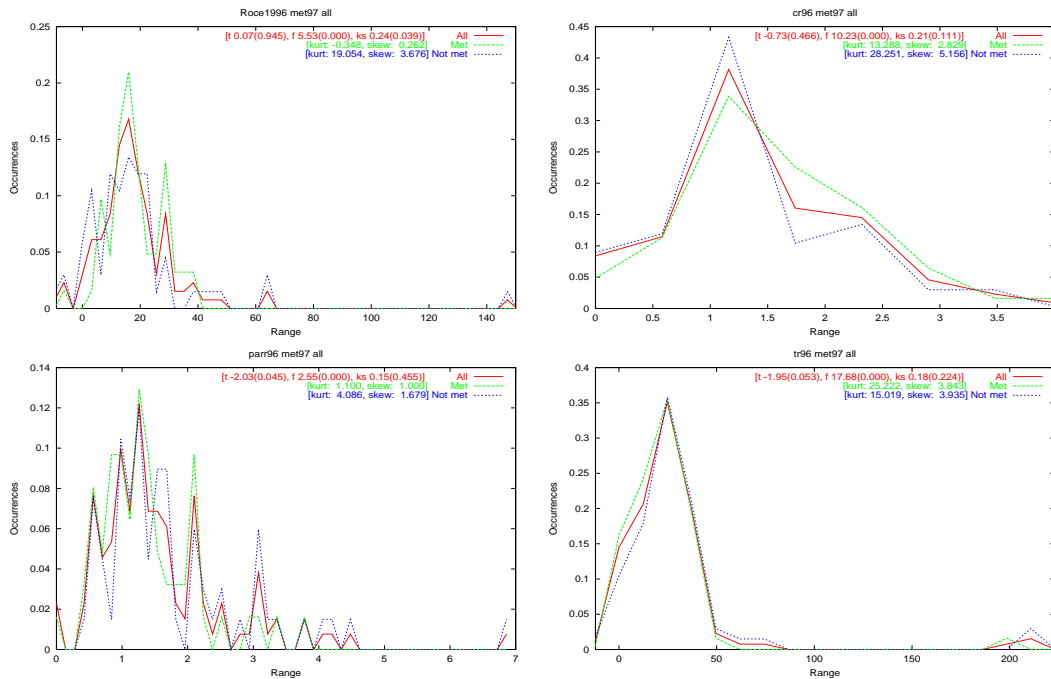 Roce1996 met97 all
[t 0.07(0.945), f 5.53(0.000), ks 0.24(0.039)] All
[kurt: -0.348, skew: 0.262] Met
[kurt: 19.054, skew: 3.676] Not met
Occurrences
0.25
0.2
0.15
0.1
0.05
0
0 20 40 60 80 100 120 140
Range
cr96 met97 all
[t -0.73(0.466), f 10.23(0.000), ks 0.21(0.111)] All
[kurt: 13.288, skew: 2.829] Met
[kurt: 28.251, skew: 5.156] Not met
Occurrences
0.45
0.4
0.35
0.3
0.25
0.2
0.15
0.1
0.05
0
0 0.5 1 1.5 2 2.5 3 3.5
Range
parr96 met97 all
[t -2.03(0.045), f 2.55(0.000), ks 0.15(0.455)] All
[kurt: 1.100, skew: 1.000] Met
[kurt: 4.086, skew: 1.679] Not met
Occurrences
0.14
0.12
0.1
0.08
0.06
0.04
0.02
0
0 1 2 3 4 5 6 7
Range
tr96 met97 all
[t -1.95(0.053), f 17.68(0.000), ks 0.18(0.224)] All
[kurt: 25.222, skew: 3.843] Met
[kurt: 15.019, skew: 3.935] Not met
Occurrences
0.4
0.35
0.3
0.25
0.2
0.15
0.1
0.05
0
0 50 100 150 200
Range